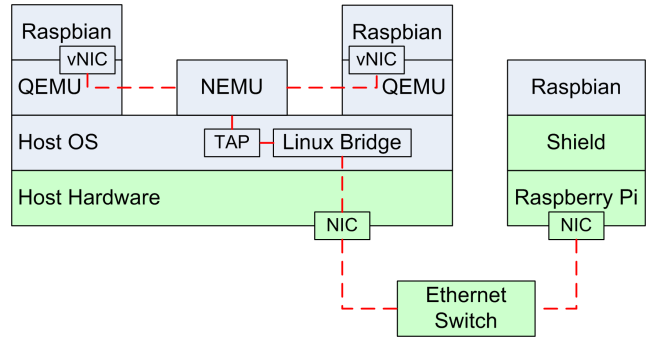 Raspbian
Raspbian
vNIC
vNIC
QEMU
NEMU
QEMU
Raspbian
Host OS
TAP
Linux Bridge
Shield
Host Hardware
Raspberry Pi
NIC
NIC
Ethernet
Switch